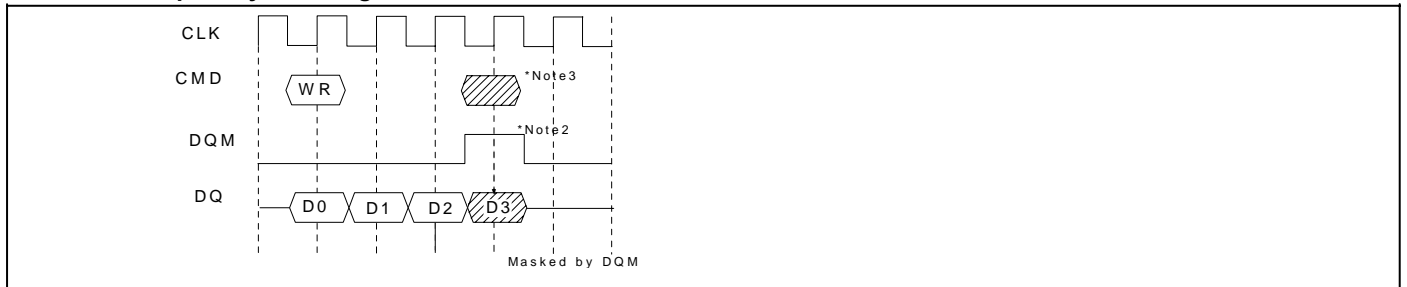 CLK
CMD
WR
*Note3
DQM
*Note2
DQ
D0 D1 D2 D3
Masked by DQM